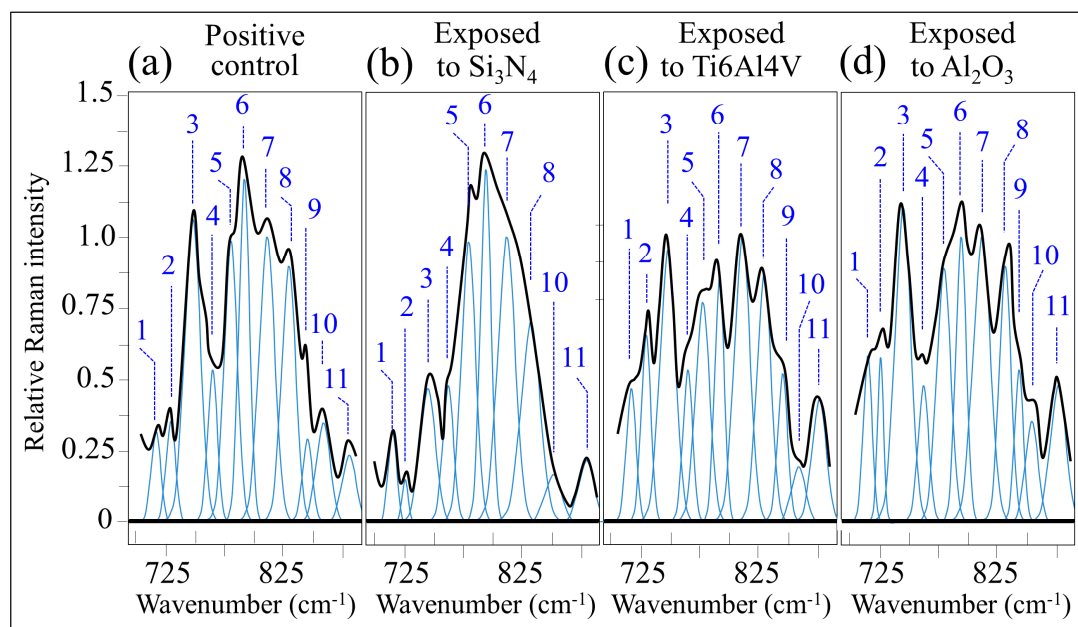 (a) Positive control
(b) Exposed to Si₃N₄
(c) Exposed to Ti6Al4V
(d) Exposed to Al₂O₃
Relative Raman intensity
1.5
1.25
1.0
0.75
0.5
0.25
0
1 2 3 4 5 6 7 8 9 10 11
1 2 3 4 5 6 7 8 10 11
1 2 3 4 5 6 7 8 9 10 11
1 2 3 4 5 6 7 8 9 10 11
725 825 725 825 725 825 725 825
Wavenumber (cm⁻¹) Wavenumber (cm⁻¹) Wavenumber (cm⁻¹) Wavenumber (cm⁻¹)